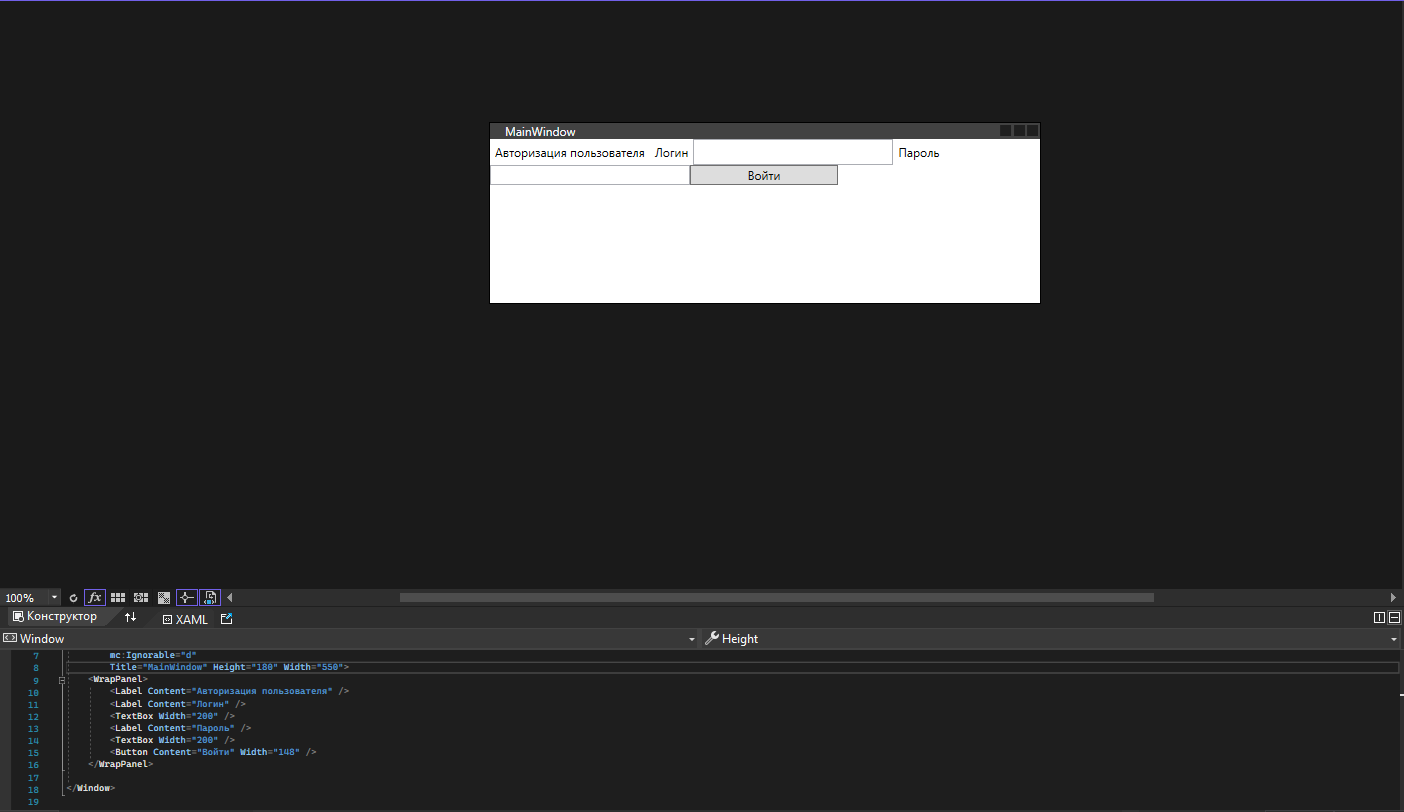 MainWindow
Авторизация пользователя Логин Пароль
Войти
100% fx
Конструктор XAML
Window Height
7 mc:Ignorable="d"
8 Title="MainWindow" Height="180" Width="550">
9 <WrapPanel>
10 <Label Content="Авторизация пользователя" />
11 <Label Content="Логин" />
12 <TextBox Width="200" />
13 <Label Content="Пароль" />
14 <TextBox Width="200" />
15 <Button Content="Войти" Width="148" />
16 </WrapPanel>
17
18 </Window>
19